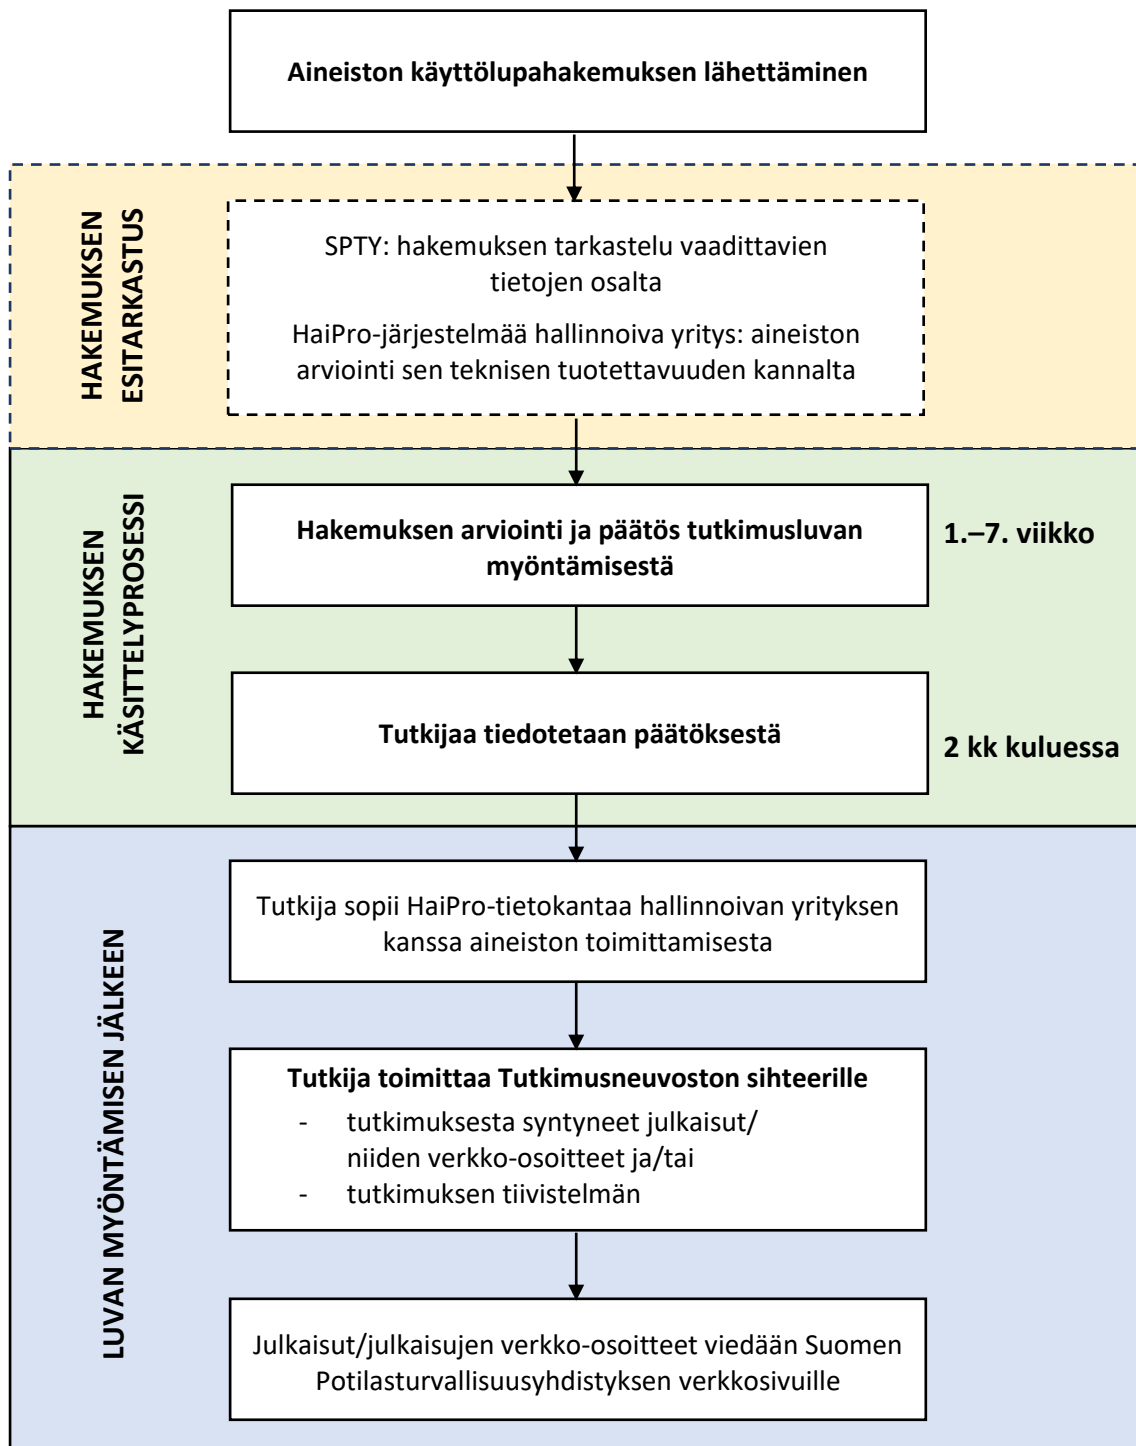 Aineiston käyttölupahakemuksen lähettäminen
HAKEMUKSEN
ESITARKASTUS
SPTY: hakemuksen tarkastelu vaadittavien
tietojen osalta
HaiPro-järjestelmää hallinnoiva yritys: aineiston
arviointi sen teknisen tuotettavuuden kannalta
HAKEMUKSEN
KÄSITTELYPROSESSI
Hakemuksen arviointi ja päätös tutkimusluvan
myöntämisestä
1.–7. viikko
Tutkijaa tiedotetaan päätöksestä
2 kk kuluessa
LUVAN MYÖNTÄMISEN JÄLKEEN
Tutkija sopii HaiPro-tietokantaa hallinnoivan yrityksen
kanssa aineiston toimittamisesta
Tutkija toimittaa Tutkimusneuvoston sihteerille
- tutkimuksesta syntyneet julkaisut/
niiden verkko-osoitteet ja/tai
- tutkimuksen tiivistelmän
Julkaisut/julkaisujen verkko-osoitteet viedään Suomen
Potilasturvallisuusyhdistyksen verkkosivuille